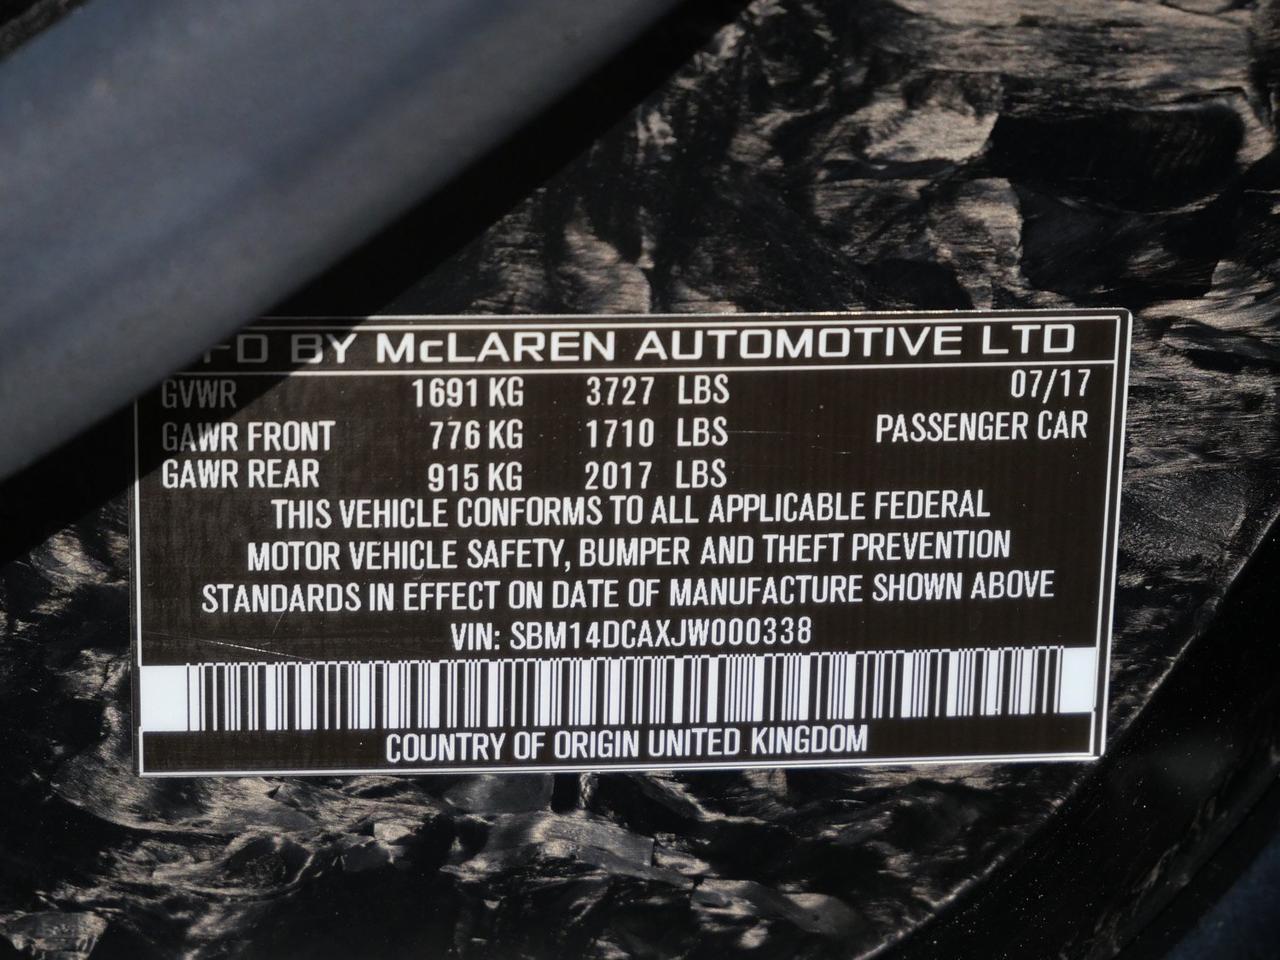 MFD BY McLAREN AUTOMOTIVE LTD
GVWR 1691 KG 3727 LBS 07/17
GAWR FRONT 776 KG 1710 LBS PASSENGER CAR
GAWR REAR 915 KG 2017 LBS
THIS VEHICLE CONFORMS TO ALL APPLICABLE FEDERAL
MOTOR VEHICLE SAFETY, BUMPER AND THEFT PREVENTION
STANDARDS IN EFFECT ON DATE OF MANUFACTURE SHOWN ABOVE
VIN: SBM14DCAXJW000338
COUNTRY OF ORIGIN UNITED KINGDOM